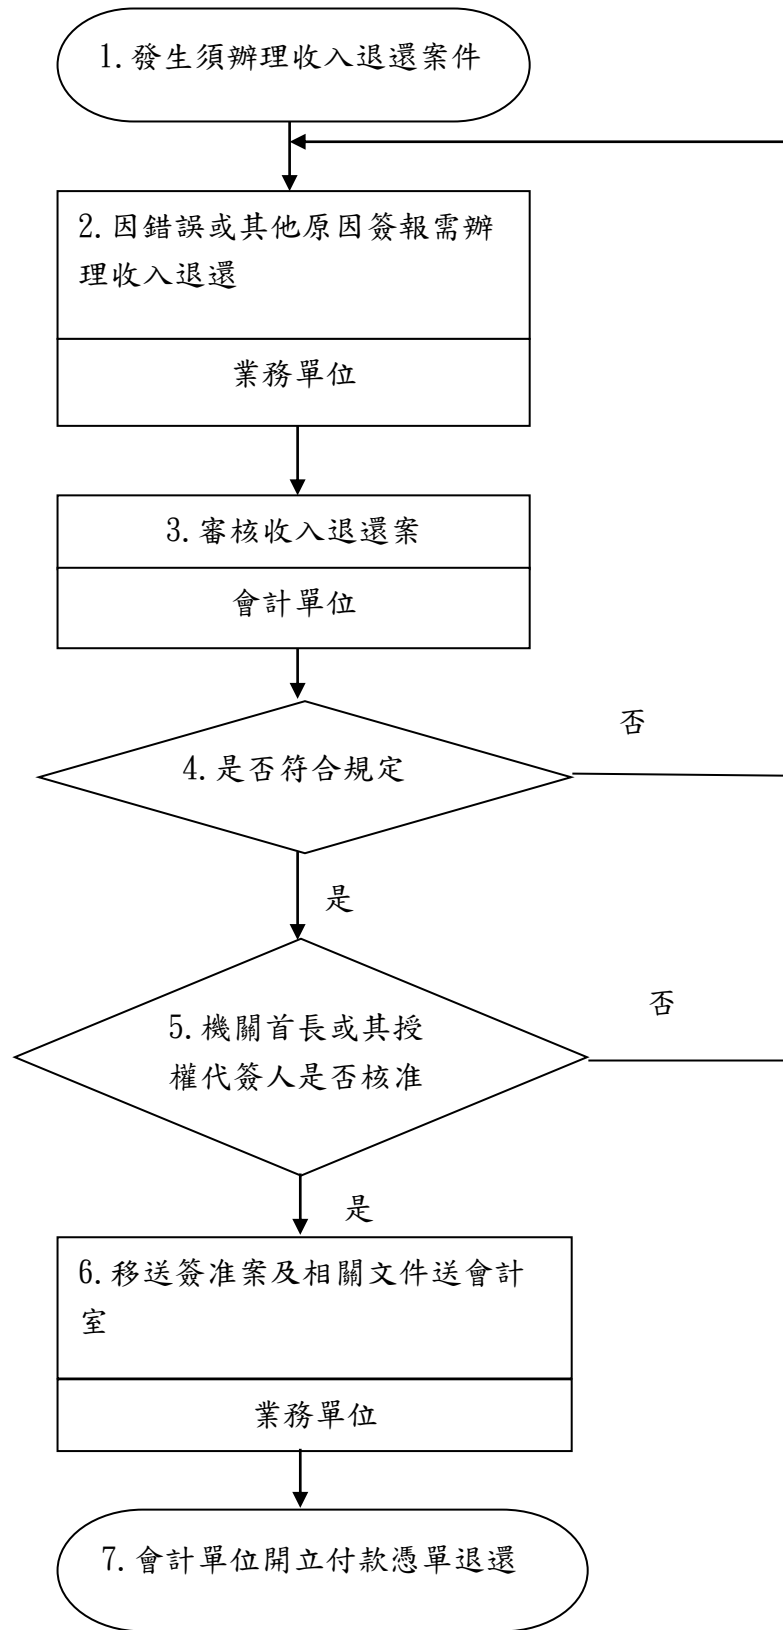 1.發生須辦理收入退還案件
2.因錯誤或其他原因簽報需辦
理收入退還
業務單位
3.審核收入退還案
會計單位
4.是否符合規定
否
是
5.機關首長或其授
權代簽人是否核准
否
是
6.移送簽准案及相關文件送會計
室
業務單位
7.會計單位開立付款憑單退還